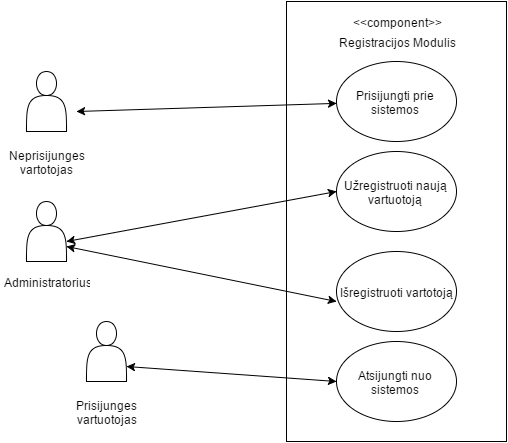 <<component>>
Registracijos Modulis
Prisijungti prie
sistemos
Neprisijunges
vartotojas
Užregistruoti naują
vartuotoją
Administratorius
Išregistruoti vartotoją
Atsijungti nuo
sistemos
Prisijunges
vartuotojas